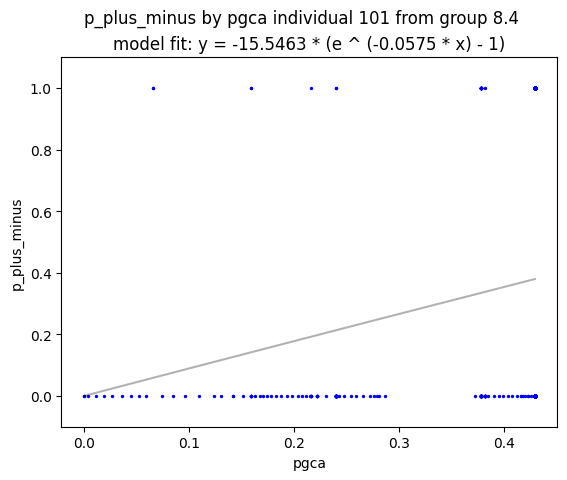 p_plus_minus by pgca individual 101 from group 8.4
model fit: y = -15.5463 * (e ^ (-0.0575 * x) - 1)
1.0
0.8
0.6
0.4
0.2
0.0
p_plus_minus
0.0 0.1 0.2 0.3 0.4
pgca